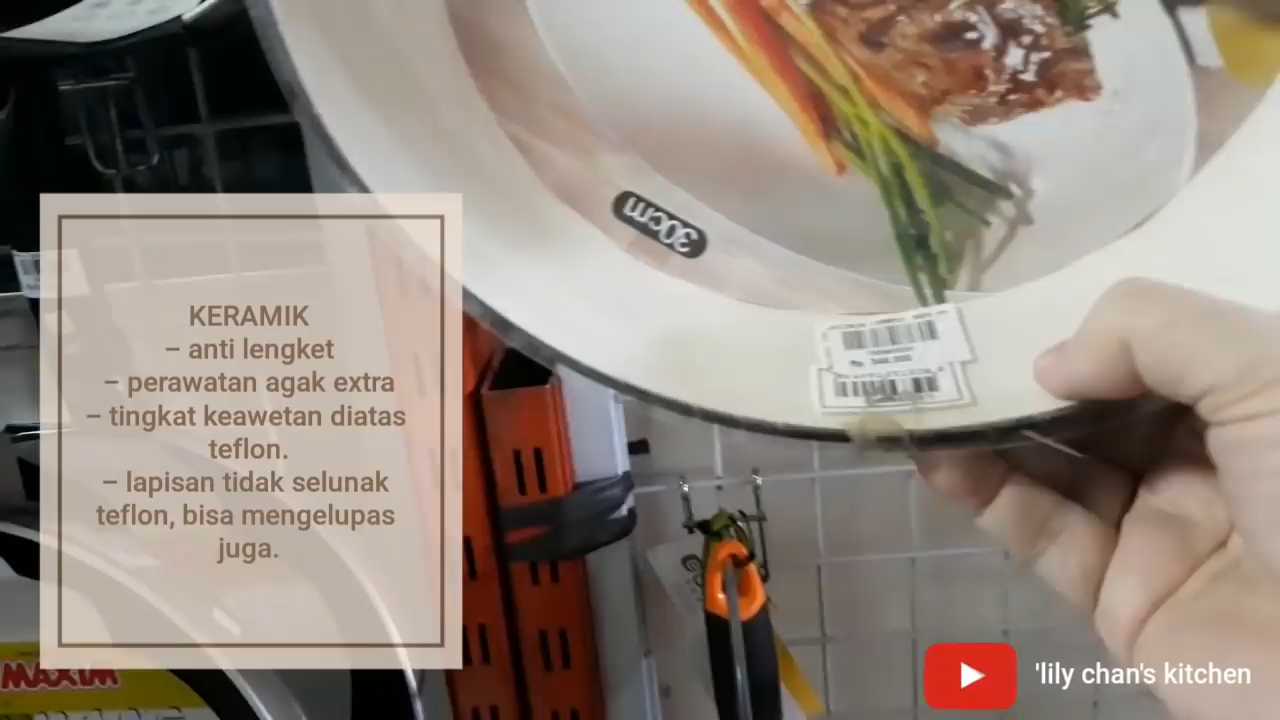 30cm
KERAMIK
– anti lengket
– perawatan agak extra
– tingkat keawetan diatas
teflon.
– lapisan tidak selunak
teflon, bisa mengelupas
juga.
MAXIM
'lily chan's kitchen